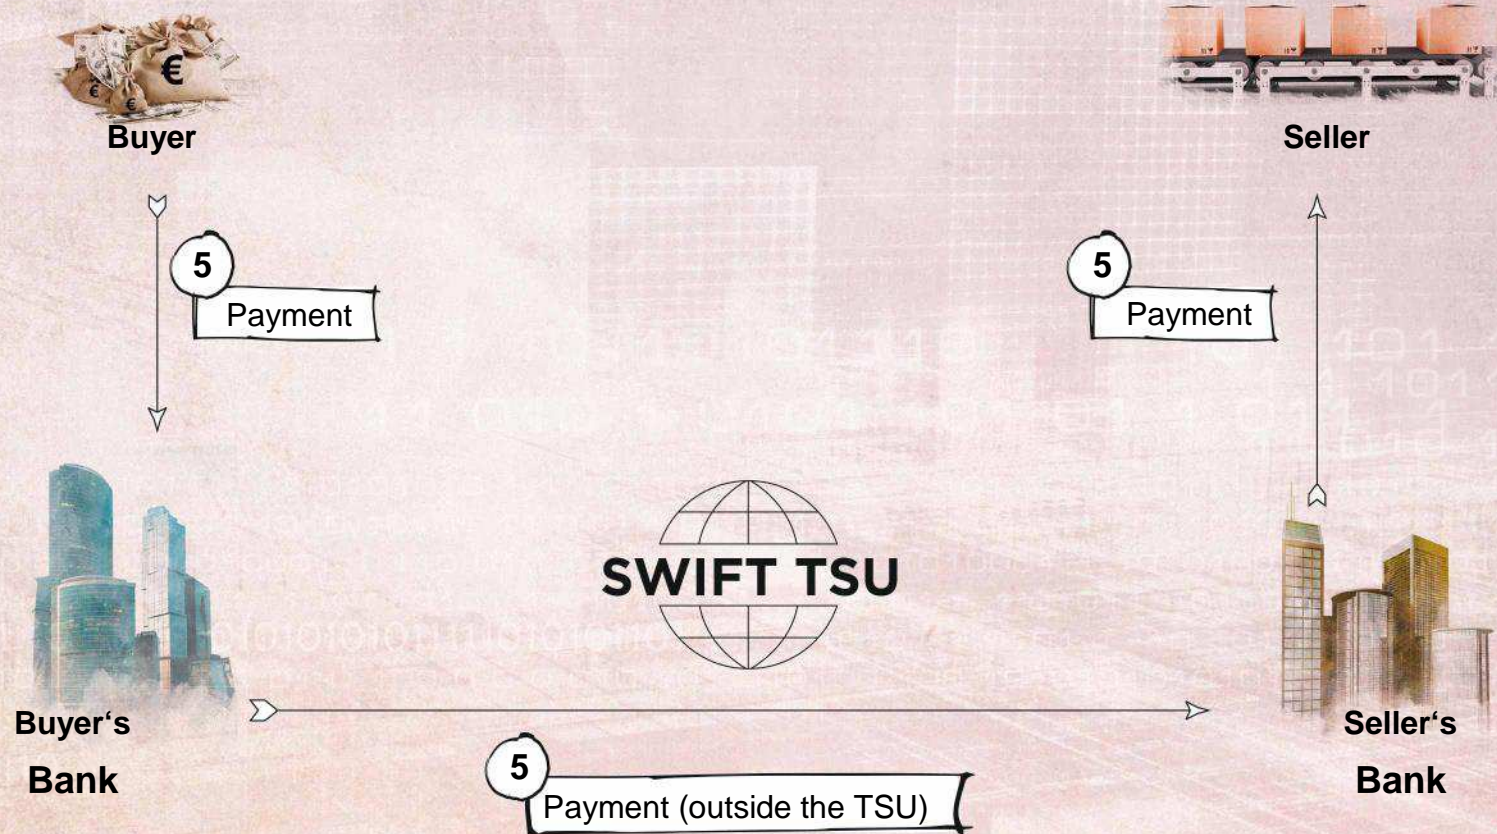 Buyer
Seller
5
Payment
5
Payment
SWIFT TSU
Buyer‘s
Bank
Seller‘s
Bank
5
Payment (outside the TSU)